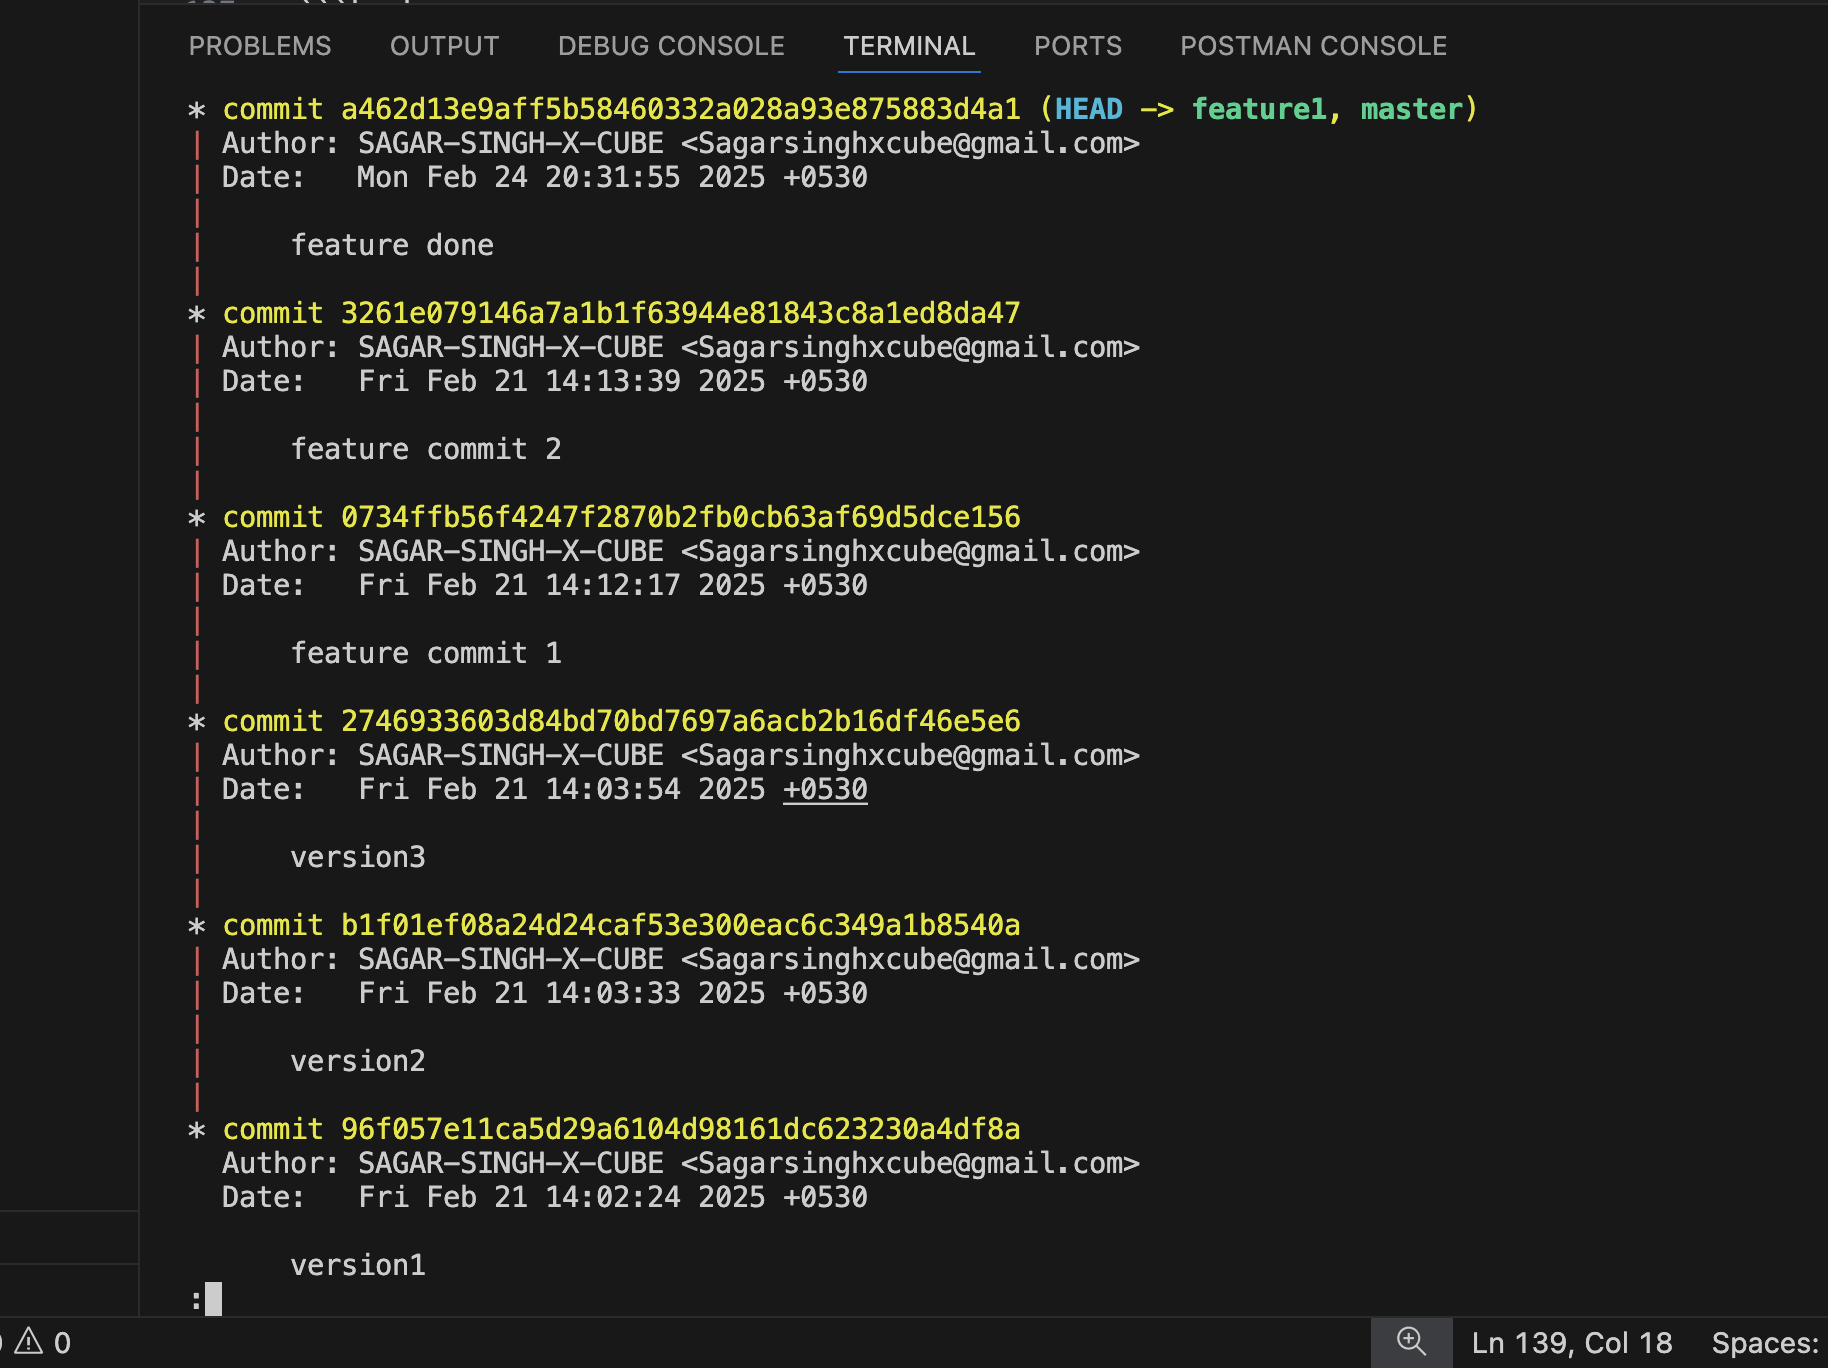 PROBLEMS OUTPUT DEBUG CONSOLE TERMINAL PORTS POSTMAN CONSOLE
* commit a462d13e9aff5b58460332a028a93e875883d4a1 (HEAD -> feature1, master)
| Author: SAGAR-SINGH-X-CUBE <Sagarsinghxcube@gmail.com>
| Date:   Mon Feb 24 20:31:55 2025 +0530
|
|     feature done
|
* commit 3261e079146a7a1b1f63944e81843c8a1ed8da47
| Author: SAGAR-SINGH-X-CUBE <Sagarsinghxcube@gmail.com>
| Date:   Fri Feb 21 14:13:39 2025 +0530
|
|     feature commit 2
|
* commit 0734ffb56f4247f2870b2fb0cb63af69d5dce156
| Author: SAGAR-SINGH-X-CUBE <Sagarsinghxcube@gmail.com>
| Date:   Fri Feb 21 14:12:17 2025 +0530
|
|     feature commit 1
|
* commit 2746933603d84bd70bd7697a6acb2b16df46e5e6
| Author: SAGAR-SINGH-X-CUBE <Sagarsinghxcube@gmail.com>
| Date:   Fri Feb 21 14:03:54 2025 +0530
|
|     version3
|
* commit b1f01ef08a24d24caf53e300eac6c349a1b8540a
| Author: SAGAR-SINGH-X-CUBE <Sagarsinghxcube@gmail.com>
| Date:   Fri Feb 21 14:03:33 2025 +0530
|
|     version2
|
* commit 96f057e11ca5d29a6104d98161dc623230a4df8a
  Author: SAGAR-SINGH-X-CUBE <Sagarsinghxcube@gmail.com>
  Date:   Fri Feb 21 14:02:24 2025 +0530

      version1
:
0 Ln 139, Col 18 Spaces: